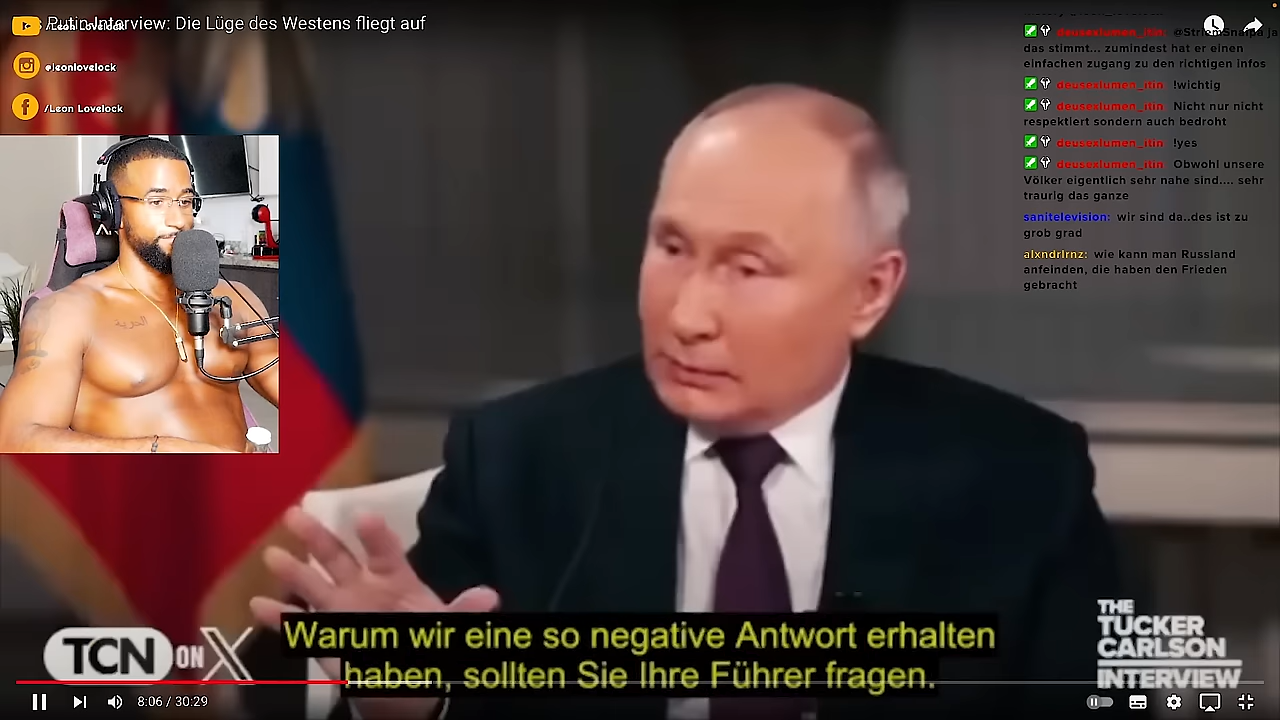 Putin-Interview: Die Lüge des Westens fliegt auf
/Leon Lovelock
@leonlovelock
/Leon Lovelock
deusexlumen_itin: ja
das stimmt... zumindest hat er einen
einfachen zugang zu den richtigen infos
deusexlumen_itin !wichtig
deusexlumen_itin Nicht nur nicht
respektiert sondern auch bedroht
deusexlumen_itin !yes
deusexlumen_itin Obwohl unsere
Völker eigentlich sehr nahe sind.... sehr
traurig das ganze
sanitelevision: wir sind da..des ist zu
grob grad
alxndrlrnz: wie kann man Russland
anfeinden, die haben den Frieden
gebracht
الحرية
Warum wir eine so negative Antwort erhalten
haben, sollten Sie Ihre Führer fragen.
TCN ON X
THE
TUCKER
CARLSON
INTERVIEW
8:06 / 30:29